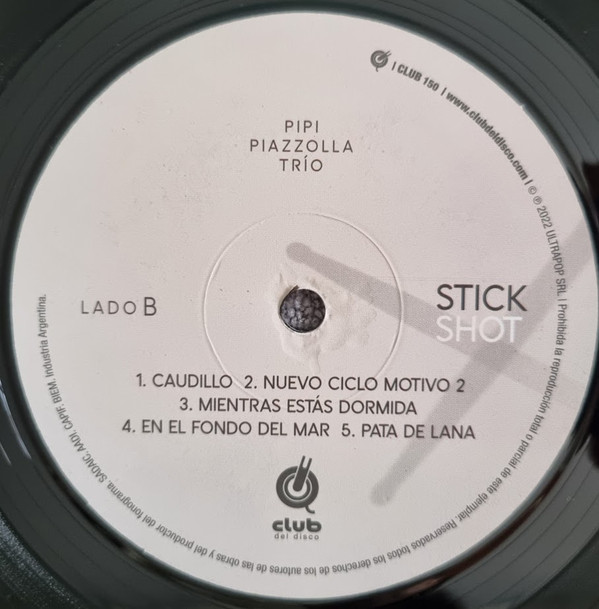 PIPI
PIAZZOLLA
TRÍO
| CLUB 150 | www.clubdeldisco.com | © ℗ 2022 ULTRAPOP SRL. | Prohibida la reproducción total o parcial de este ejemplar. Reservados todos los derechos de los autores de las obras y del productor del fonograma. SADAIC. AADI. CAPIF. BIEM. Industria Argentina.
LADO B
STICK
SHOT
1. CAUDILLO 2. NUEVO CICLO MOTIVO 2
3. MIENTRAS ESTÁS DORMIDA
4. EN EL FONDO DEL MAR 5. PATA DE LANA
club
del disco